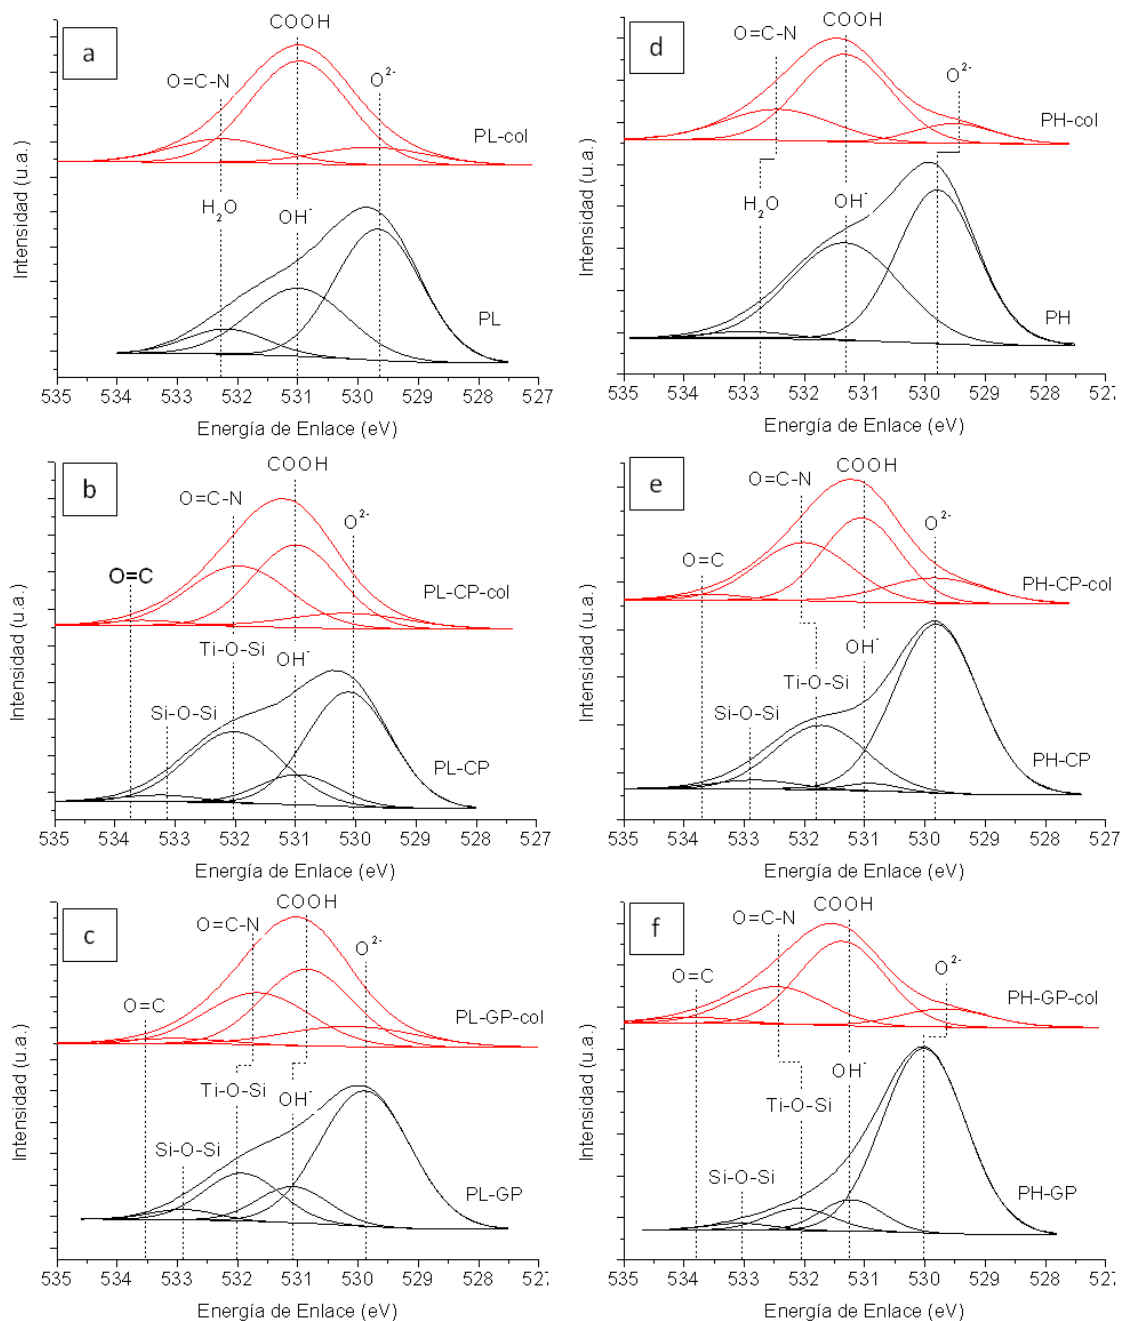 a
COOH
O=C-N
O²⁻
PL-col
H₂O
OH⁻
PL
Intensidad (u.a.)
535 534 533 532 531 530 529 528 527
Energía de Enlace (eV)
d
COOH
O=C-N
O²⁻
PH-col
H₂O
OH⁻
PH
Intensidad (u.a.)
535 534 533 532 531 530 529 528 527
Energía de Enlace (eV)
b
COOH
O=C-N
O²⁻
O=C
PL-CP-col
Ti-O-Si
OH⁻
Si-O-Si
PL-CP
Intensidad (u.a.)
535 534 533 532 531 530 529 528 527
Energía de Enlace (eV)
e
COOH
O=C-N
O²⁻
O=C
PH-CP-col
OH⁻
Ti-O-Si
Si-O-Si
PH-CP
Intensidad (u.a.)
535 534 533 532 531 530 529 528 527
Energía de Enlace (eV)
c
COOH
O=C-N
O²⁻
O=C
PL-GP-col
Ti-O-Si
OH⁻
Si-O-Si
PL-GP
Intensidad (u.a.)
535 534 533 532 531 530 529 528 527
Energía de Enlace (eV)
f
COOH
O=C-N
O²⁻
O=C
PH-GP-col
OH⁻
Ti-O-Si
Si-O-Si
PH-GP
Intensidad (u.a.)
535 534 533 532 531 530 529 528 527
Energía de Enlace (eV)